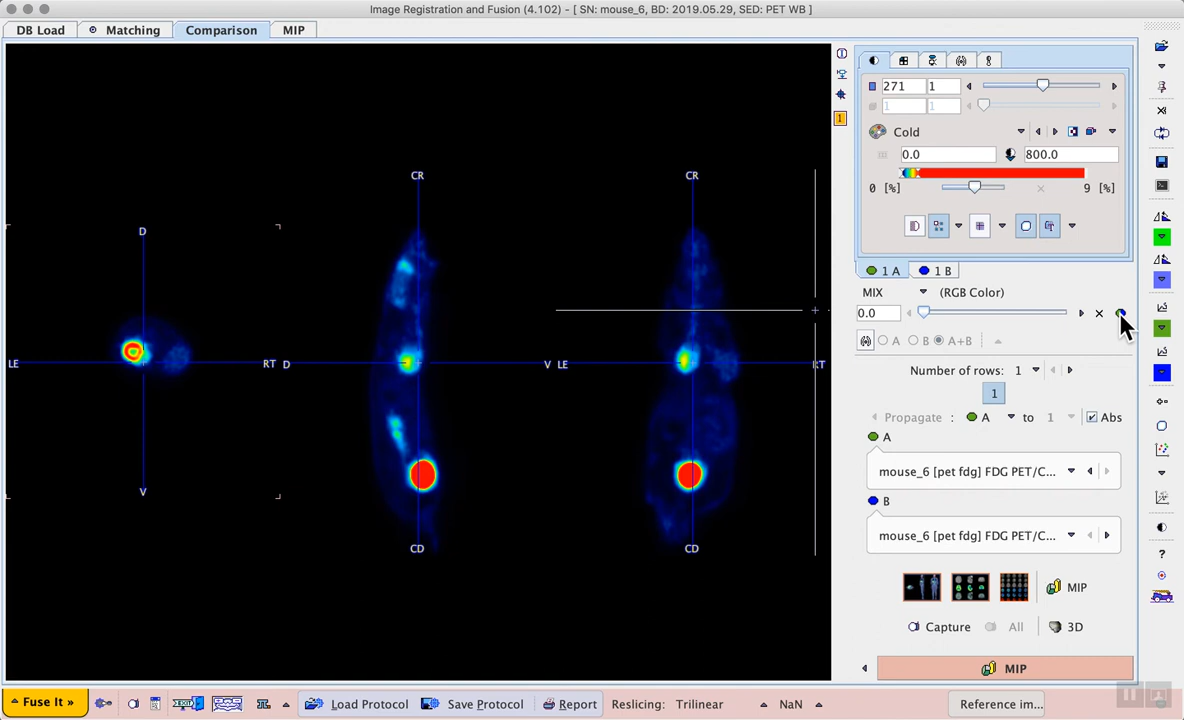 Image Registration and Fusion (4.102) – [ SN: mouse_6, BD: 2019.05.29, SED: PET WB ]
DB Load
Matching
Comparison
MIP
271
1
1
1
Cold
0.0
800.0
0 [%]
9 [%]
1 A
1 B
MIX
(RGB Color)
0.0
A
B
A+B
Number of rows: 1
1
Propagate :
A
to
1
Abs
A
mouse_6 [pet fdg] FDG PET/C...
B
mouse_6 [pet fdg] FDG PET/C...
MIP
Capture
All
3D
MIP
1
D
LE
RT
V
CR
D
V
CD
CR
LE
RT
CD
Fuse It »
EXIT
Load Protocol
Save Protocol
Report
Reslicing:
Trilinear
NaN
Reference im...